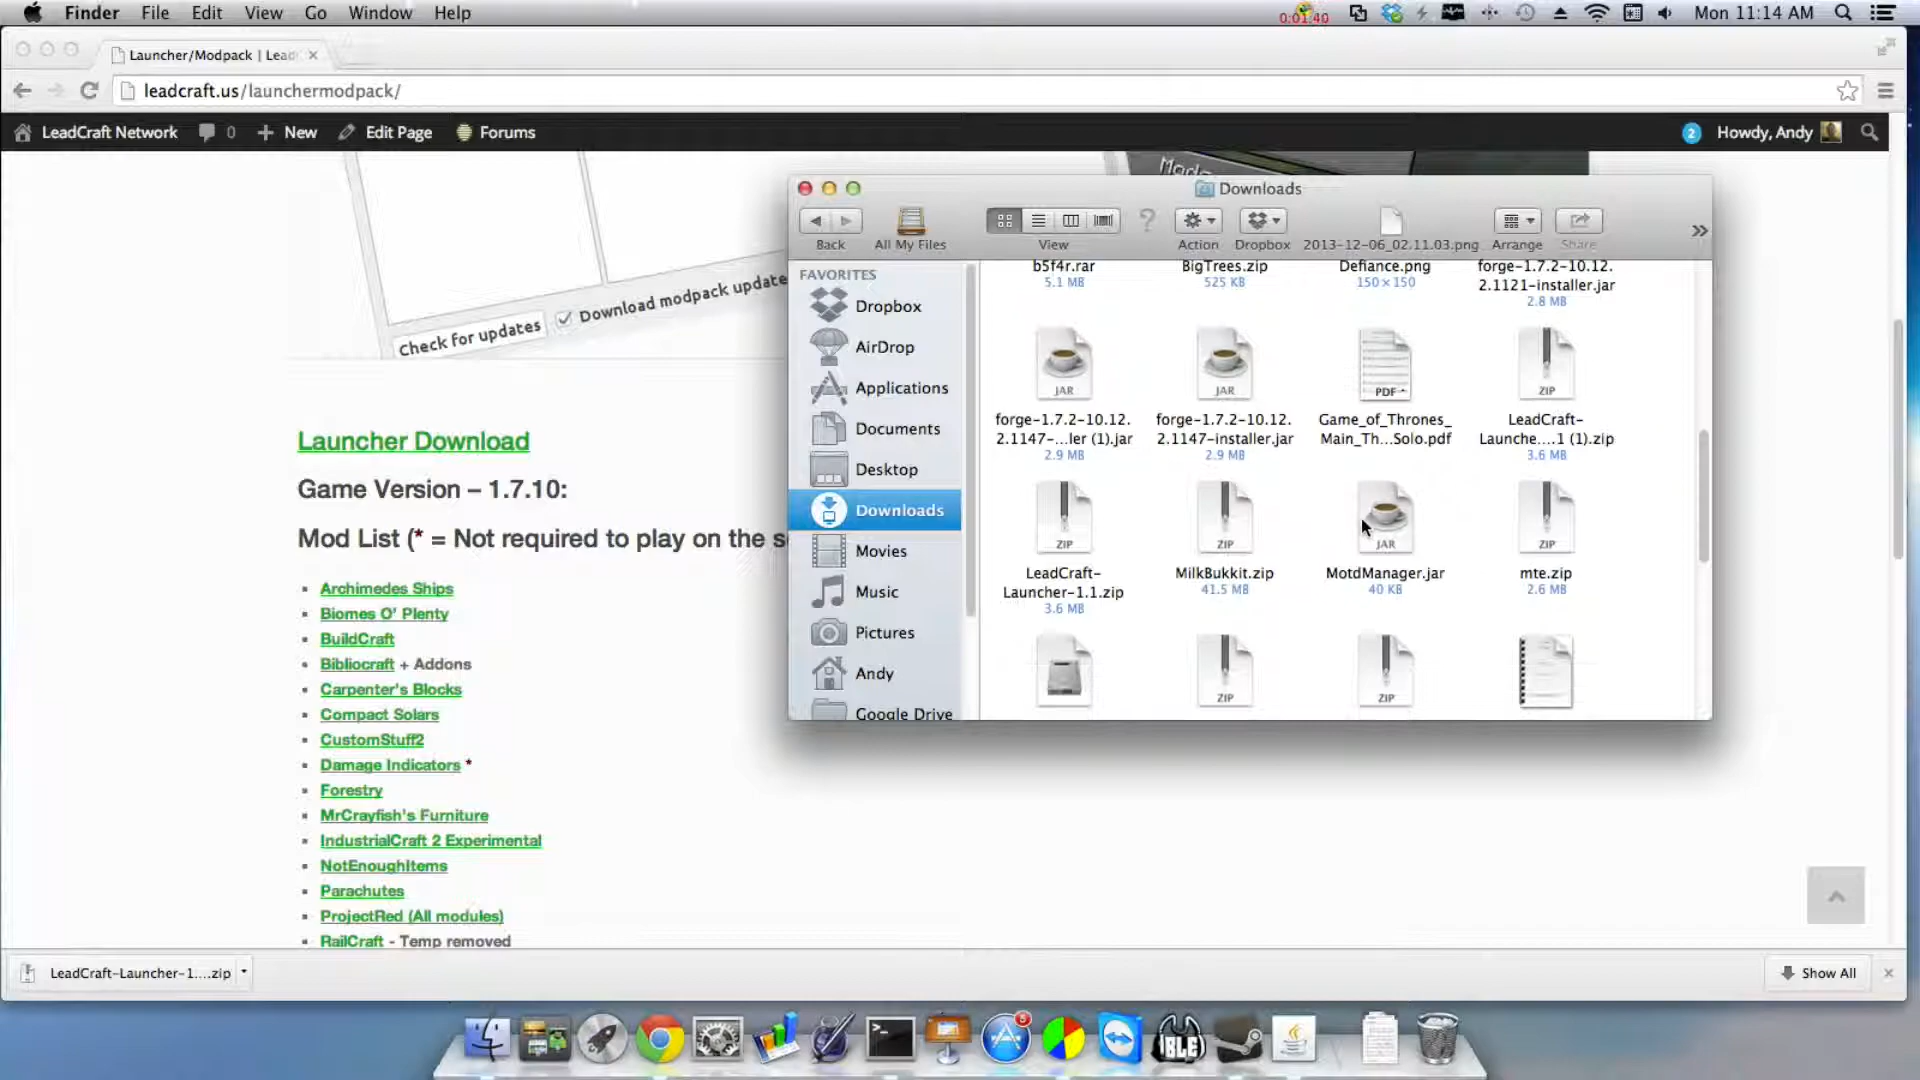 Finder File Edit View Go Window Help
0:01:40 Mon 11:14 AM
Launcher/Modpack | Lead
leadcraft.us/launchermodpack/
LeadCraft Network 0 New Edit Page Forums 2 Howdy, Andy
Check for updates Download modpack update
Launcher Download
Game Version – 1.7.10:
Mod List (* = Not required to play on the s
Archimedes Ships
Biomes O' Plenty
BuildCraft
Bibliocraft + Addons
Carpenter's Blocks
Compact Solars
CustomStuff2
Damage Indicators *
Forestry
MrCrayfish's Furniture
IndustrialCraft 2 Experimental
NotEnoughItems
Parachutes
ProjectRed (All modules)
RailCraft - Temp removed
Downloads
Back All My Files View Action Dropbox 2013-12-06_02.11.03.png Arrange Share
FAVORITES
Dropbox
AirDrop
Applications
Documents
Desktop
Downloads
Movies
Music
Pictures
Andy
Google Drive
b5f4r.rar BigTrees.zip Defiance.png forge-1.7.2-10.12.
2.1121-installer.jar
5.1 MB 525 KB 150×150
2.8 MB
JAR JAR PDF ZIP
forge-1.7.2-10.12. forge-1.7.2-10.12. Game_of_Thrones_ LeadCraft-
2.1147-...ler (1).jar 2.1147-installer.jar Main_Th...Solo.pdf Launche....1 (1).zip
2.9 MB 2.9 MB 3.6 MB
ZIP ZIP JAR ZIP
LeadCraft- MilkBukkit.zip MotdManager.jar mte.zip
Launcher-1.1.zip 41.5 MB 40 KB 2.6 MB
3.6 MB
ZIP ZIP
LeadCraft-Launcher-1....zip Show All
5
IBLE